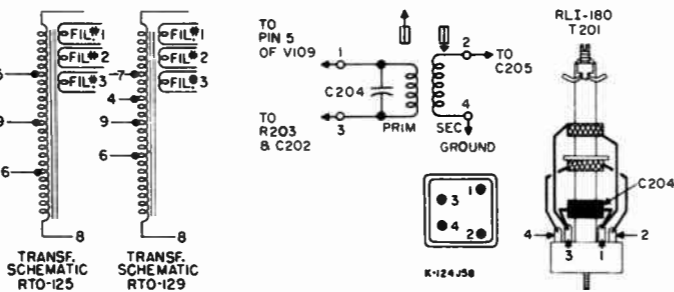 FIL.#1
FIL.#2
FIL.#3
9
6
8
TRANSF.
SCHEMATIC
RTO-125
FIL.#1
FIL.#2
FIL.#3
7
4
9
6
8
TRANSF.
SCHEMATIC
RTO-129
TO
PIN 5
OF V109
1
C204
TO
R203
& C202
3
PRIM
2
TO
C205
4
SEC
GROUND
1
3
4
2
K-124J58
RLI-180
T201
C204
4
2
3
1